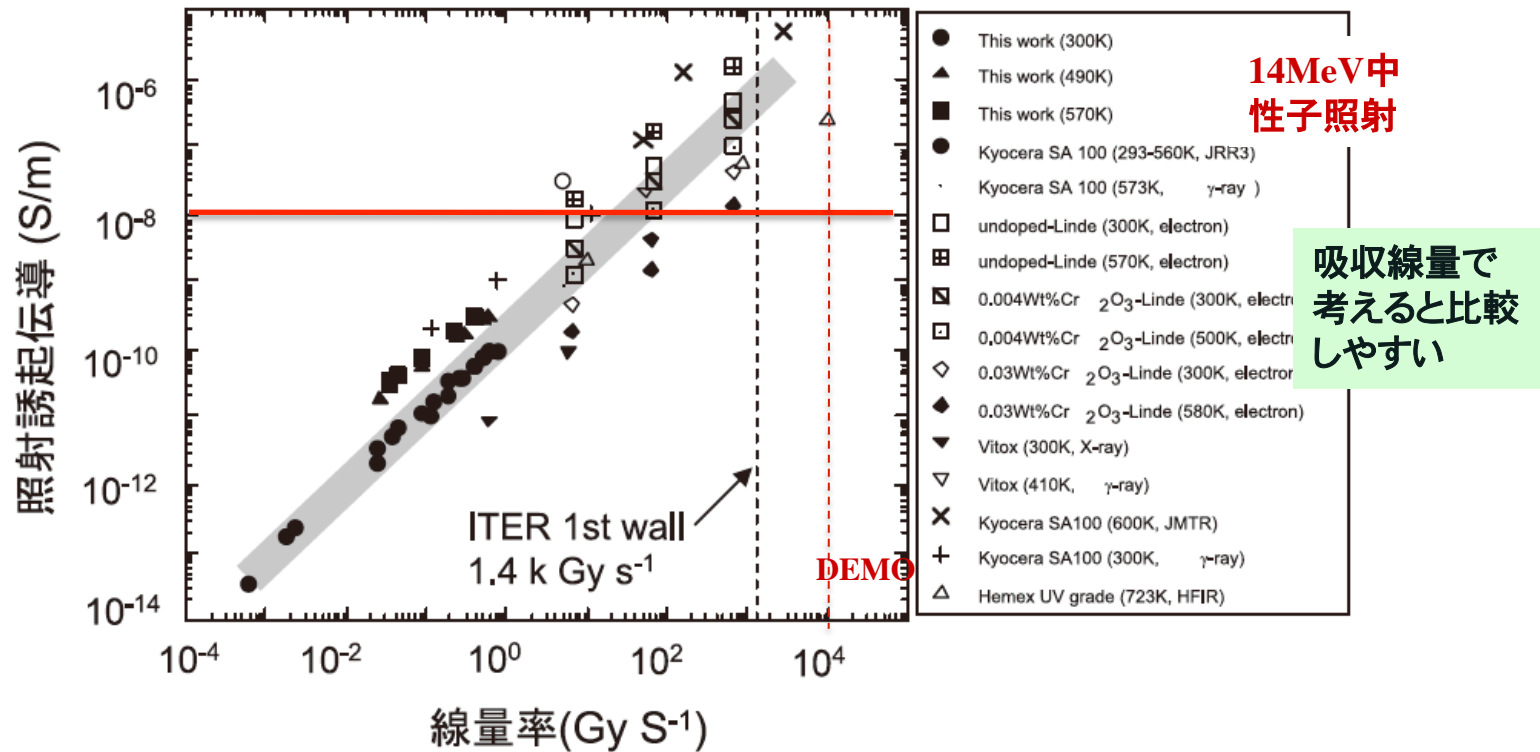 照射誘起伝導 (S/m)
10-6
10-8
10-10
10-12
10-14
ITER 1st wall
1.4 k Gy s-1
DEMO
10-4
10-2
100
102
104
線量率(Gy S-1)
This work (300K)
This work (490K)
This work (570K)
Kyocera SA 100 (293-560K, JRR3)
Kyocera SA 100 (573K, γ-ray )
undoped-Linde (300K, electron)
undoped-Linde (570K, electron)
0.004Wt%Cr 2O3-Linde (300K, electro
0.004Wt%Cr 2O3-Linde (500K, electro
0.03Wt%Cr 2O3-Linde (300K, electron
0.03Wt%Cr 2O3-Linde (580K, electron)
Vitox (300K, X-ray)
Vitox (410K, γ-ray)
Kyocera SA100 (600K, JMTR)
Kyocera SA100 (300K, γ-ray)
Hemex UV grade (723K, HFIR)
14MeV中
性子照射
吸収線量で
考えると比較
しやすい